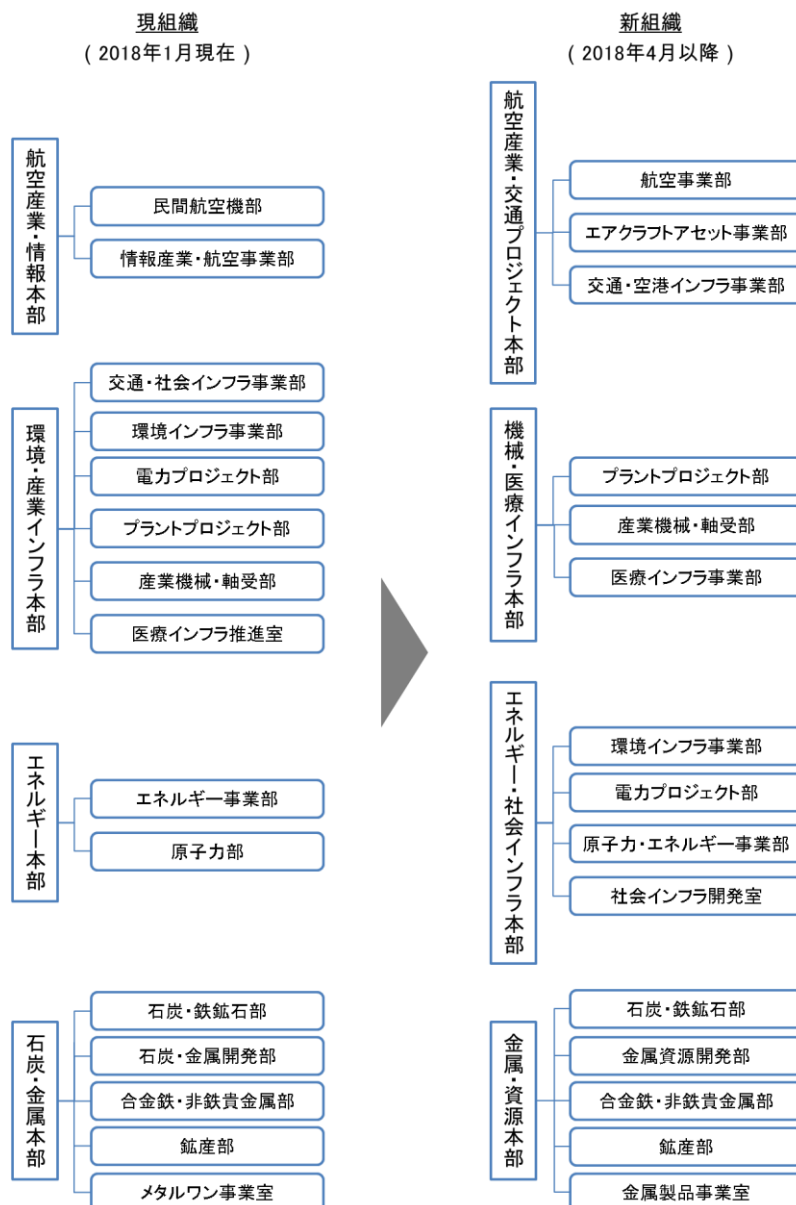 現組織
(2018年1月現在)
航空産業・情報本部
民間航空機部
情報産業・航空事業部
環境・産業インフラ本部
交通・社会インフラ事業部
環境インフラ事業部
電力プロジェクト部
プラントプロジェクト部
産業機械・軸受部
医療インフラ推進室
エネルギー本部
エネルギー事業部
原子力部
石炭・金属本部
石炭・鉄鉱石部
石炭・金属開発部
合金鉄・非鉄貴金属部
鉱産部
メタルワン事業室
新組織
(2018年4月以降)
航空産業・交通プロジェクト本部
航空事業部
エアクラフトアセット事業部
交通・空港インフラ事業部
機械・医療インフラ本部
プラントプロジェクト部
産業機械・軸受部
医療インフラ事業部
エネルギー・社会インフラ本部
環境インフラ事業部
電力プロジェクト部
原子力・エネルギー事業部
社会インフラ開発室
金属・資源本部
石炭・鉄鉱石部
金属資源開発部
合金鉄・非鉄貴金属部
鉱産部
金属製品事業室